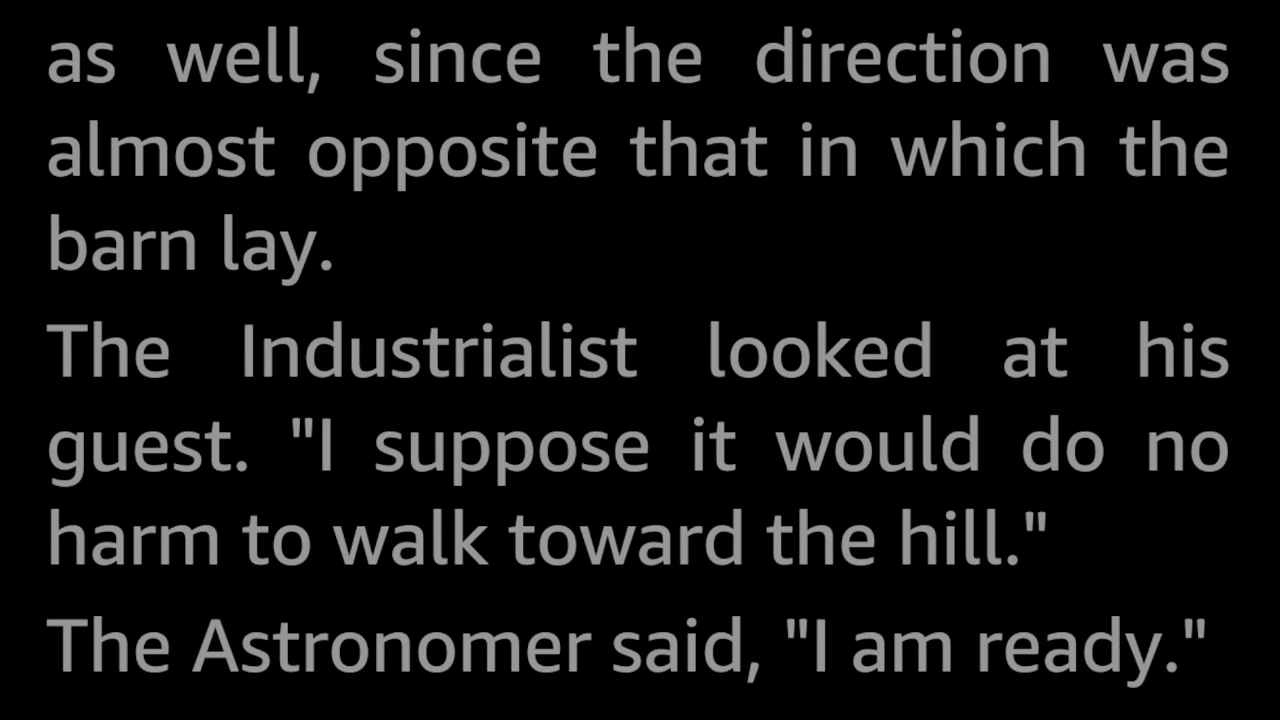 as well, since the direction was
almost opposite that in which the
barn lay.
The Industrialist looked at his
guest. "I suppose it would do no
harm to walk toward the hill."
The Astronomer said, "I am ready."